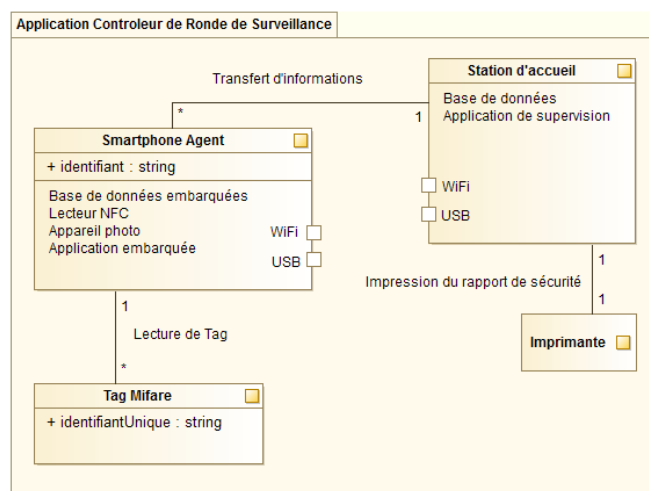 Application Controleur de Ronde de Surveillance
Station d'accueil
Base de données
Application de supervision
WiFi
USB
Transfert d'informations
*
1
Smartphone Agent
+ identifiant : string
Base de données embarquées
Lecteur NFC
Appareil photo
Application embarquée
WiFi
USB
1
Impression du rapport de sécurité
1
Imprimante
1
Lecture de Tag
*
Tag Mifare
+ identifiantUnique : string